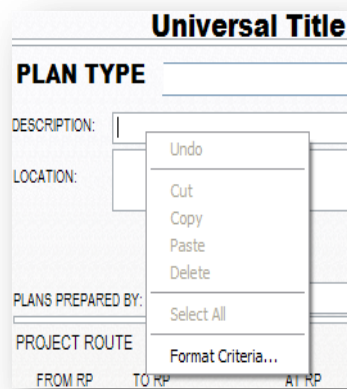 Universal Title
PLAN TYPE
DESCRIPTION:
Undo
LOCATION:
Cut
Copy
Paste
Delete
PLANS PREPARED BY:
Select All
PROJECT ROUTE
Format Criteria...
FROM RP TO RP AT RP